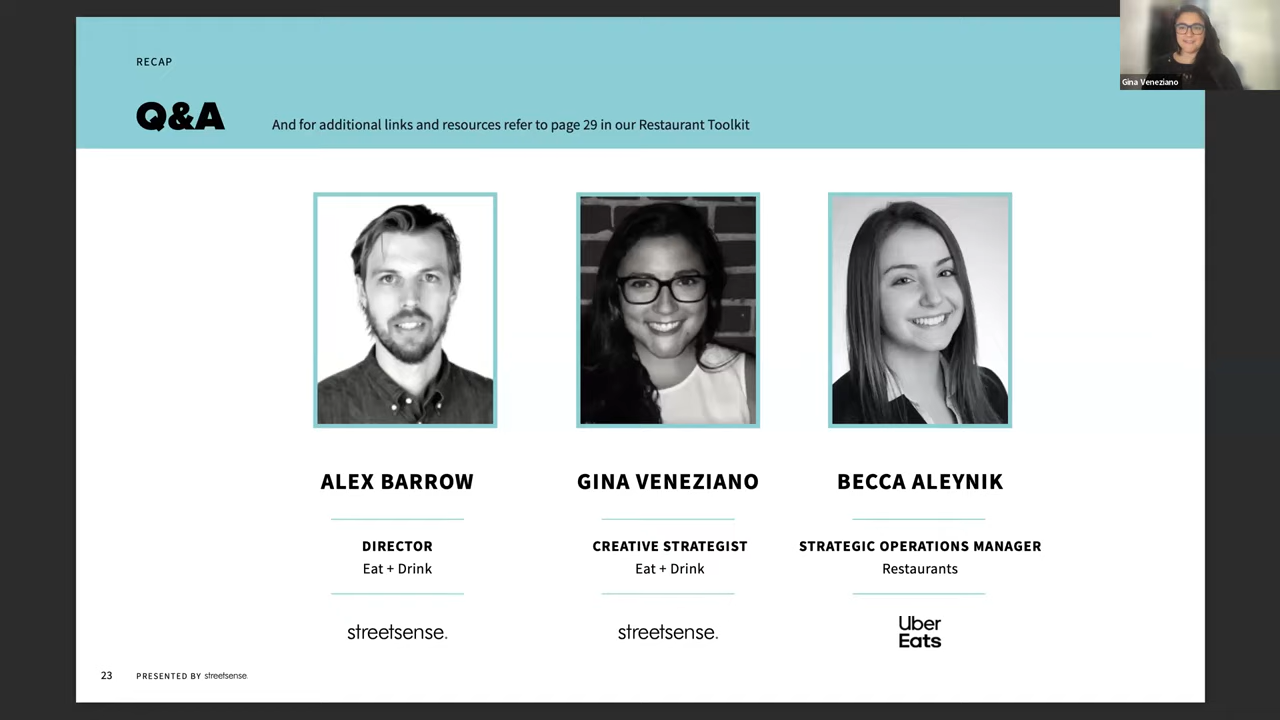 RECAP
Q&A
And for additional links and resources refer to page 29 in our Restaurant Toolkit
Gina Veneziano
ALEX BARROW
DIRECTOR
Eat + Drink
streetsense.
GINA VENEZIANO
CREATIVE STRATEGIST
Eat + Drink
streetsense.
BECCA ALEYNIK
STRATEGIC OPERATIONS MANAGER
Restaurants
Uber
Eats
23 PRESENTED BY streetsense.